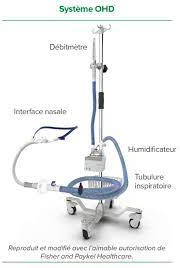 Système OHD
Débitmètre
Interface nasale
Humidificateur
Tubulure
inspiratoire
Reproduit et modifié avec l'aimable autorisation de
Fisher and Paykel Healthcare.